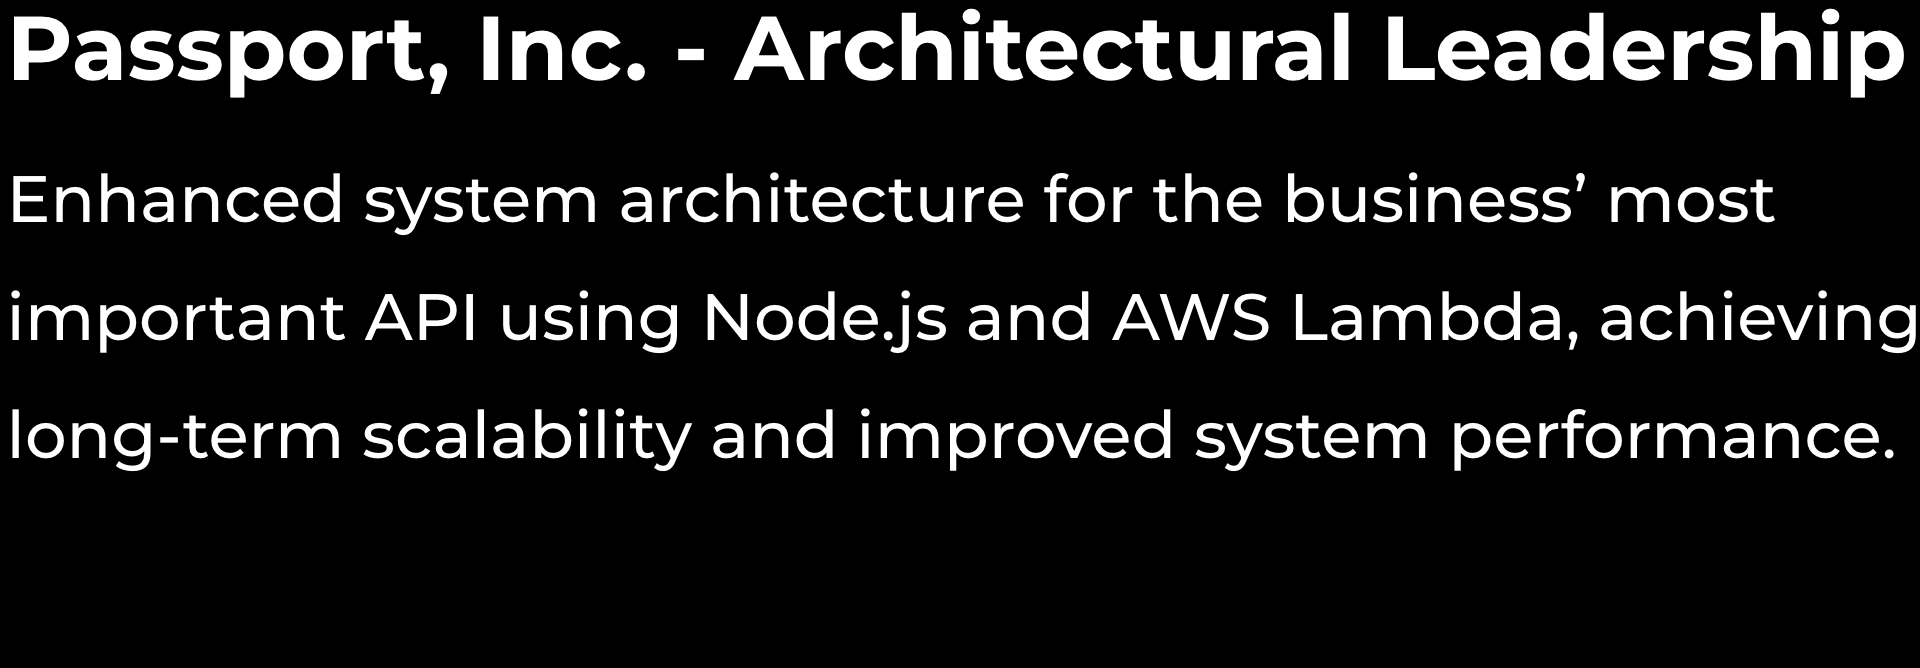 Passport, Inc. - Architectural Leadership
Enhanced system architecture for the business’ most
important API using Node.js and AWS Lambda, achieving
long-term scalability and improved system performance.